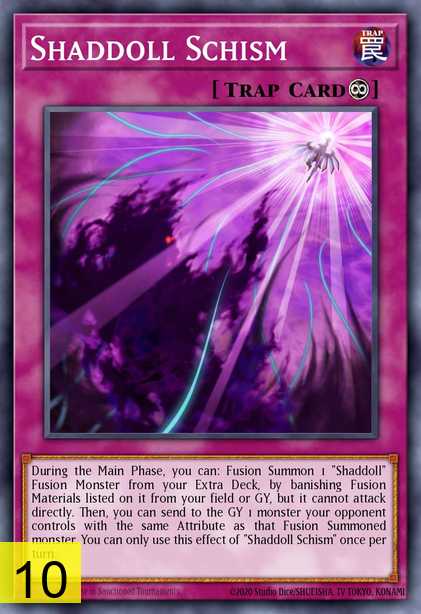 SHADDOLL SCHISM
TRAP
罠
[ TRAP CARD ]
During the Main Phase, you can: Fusion Summon 1 "Shaddoll"
Fusion Monster from your Extra Deck, by banishing Fusion
Materials listed on it from your field or GY, but it cannot attack
directly. Then, you can send to the GY 1 monster your opponent
controls with the same Attribute as that Fusion Summoned
monster. You can only use this effect of "Shaddoll Schism" once per
turn.
10
in Sanctioned Tournaments
©2020 Studio Dice/SHUEISHA, TV TOKYO, KONAMI